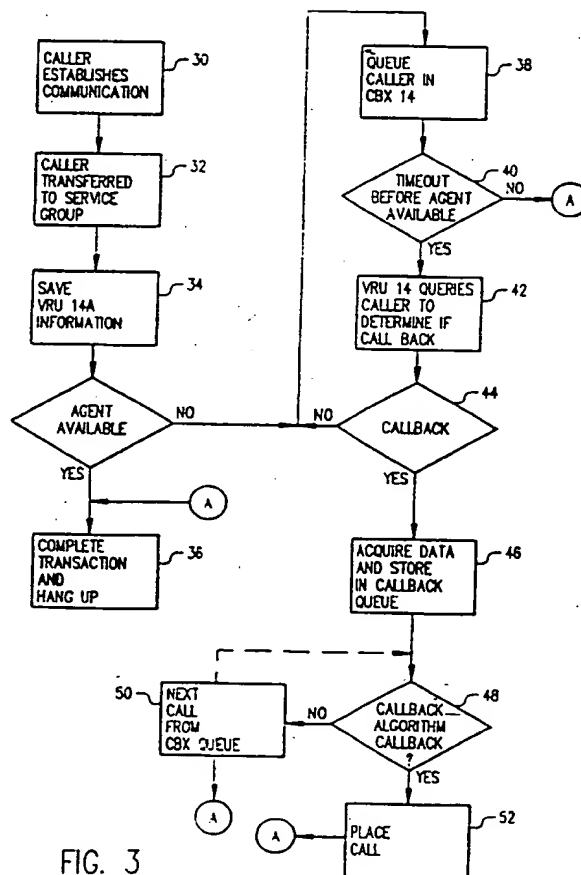 CALLER
ESTABLISHES
COMMUNICATION
30
CALLER
TRANSFERRED
TO SERVICE
GROUP
32
SAVE
VRU 14A
INFORMATION
34
AGENT
AVAILABLE
NO
YES
A
COMPLETE
TRANSACTION
AND
HANG UP
36
QUEUE
CALLER IN
CBX 14
38
TIMEOUT
BEFORE AGENT
AVAILABLE
40
NO
A
YES
VRU 14 QUERIES
CALLER TO
DETERMINE IF
CALL BACK
42
CALLBACK
44
NO
YES
ACQUIRE DATA
AND STORE
IN CALLBACK
QUEUE
46
CALLBACK
ALGORITHM
CALLBACK
?
48
NO
YES
50
NEXT
CALL
FROM
CBX QUEUE
A
PLACE
CALL
52
A
FIG. 3